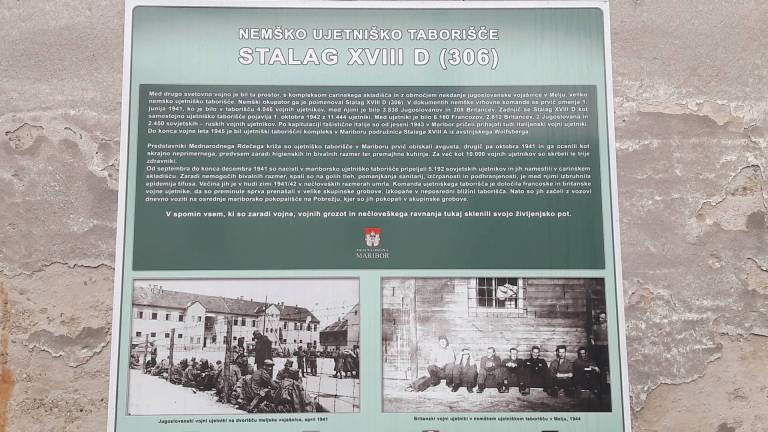 NEMŠKO UJETNIŠKO TABORIŠČE
STALAG XVIII D (306)
Med drugo svetovno vojno je bil ta prostor, s kompleksom carinskega skladišča in z območjem nekdanje jugoslovanske vojašnice v Melju, veliko
nemško ujetniško taborišče. Nemški okupator ga je poimenoval Stalag XVIII D (306). V dokumentih nemške vrhovne komande se prvič omenja 1.
junija 1941, ko je bilo v taborišču 4.046 vojnih ujetnikov, med njimi je bilo 3.838 Jugoslovanov in 208 Britancev. Zadnjič se Stalag XVIII D kot
samostojno ujetniško taborišče pojavlja 1. oktobra 1942 z 11.444 ujetniki. Med ujetniki je bilo 6.180 Francozov, 2.812 Britancev, 2 Jugoslovana in
2.450 sovjetskih – ruskih vojnih ujetnikov. Po kapitulaciji fašistične Italije so od jeseni 1943 v Maribor pričeli prihajati tudi italijanski vojni ujetniki.
Do konca vojne leta 1945 je bil ujetniški taboriščni kompleks v Mariboru podružnica Stalaga XVIII A iz avstrijskega Wolfsberga.
Predstavniki Mednarodnega Rdečega križa so ujetniško taborišče v Mariboru prvič obiskali avgusta, drugič pa oktobra 1941 in ga ocenili kot
skrajno neprimernega, predvsem zaradi higienskih in bivalnih razmer ter premajhne kuhinje. Za več kot 10.000 vojnih ujetnikov so skrbeli le trije
zdravniki.
Od septembra do konca decembra 1941 so nacisti v mariborsko ujetniško taborišče pripeljali 5.192 sovjetskih ujetnikov in jih namestili v carinskem
skladišču. Zaradi nemogočih bivalnih razmer, spali so na golih tleh, pomanjkanja sanitarij, izčrpanosti in podhranjenosti, je med njimi izbruhnila
epidemija tifusa. Večina jih je v hudi zimi 1941/42 v nečloveških razmerah umrla. Komanda ujetniškega taborišča je določila francoske in britanske
vojne ujetnike, da so preminule sprva prenašali v velike skupinske grobove, izkopane v neposredni bližini taborišča. Nato so jih začeli z vozovi
dnevno voziti na osrednje mariborsko pokopališče na Pobrežju, kjer so jih pokopali v skupinske grobove.
V spomin vsem, ki so zaradi vojne, vojnih grozot in nečloveškega ravnanja tukaj sklenili svojo življenjsko pot.
MESTNA OBČINA
MARIBOR
Jugoslovanski vojni ujetniki na dvorišču meljske vojašnice, april 1941
Britanski vojni ujetniki v nemškem ujetniškem taborišču v Melju, 1944